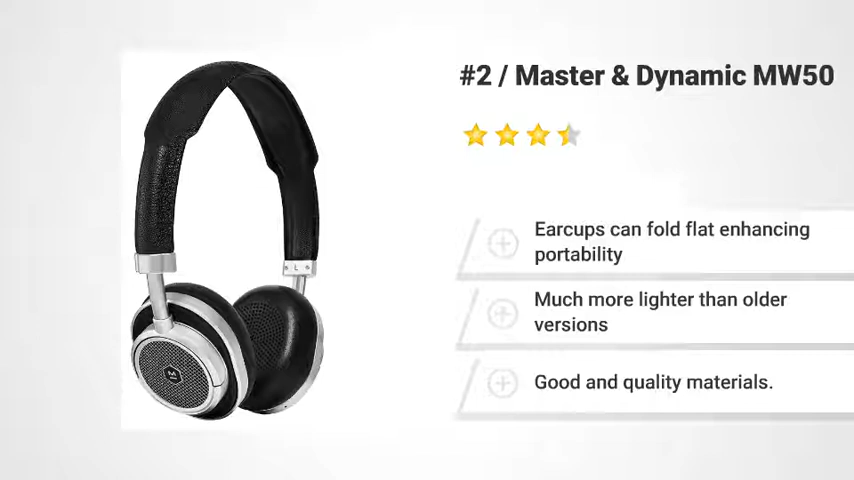 #2 / Master & Dynamic MW50
Earcups can fold flat enhancing
portability
Much more lighter than older
versions
Good and quality materials.
L
M